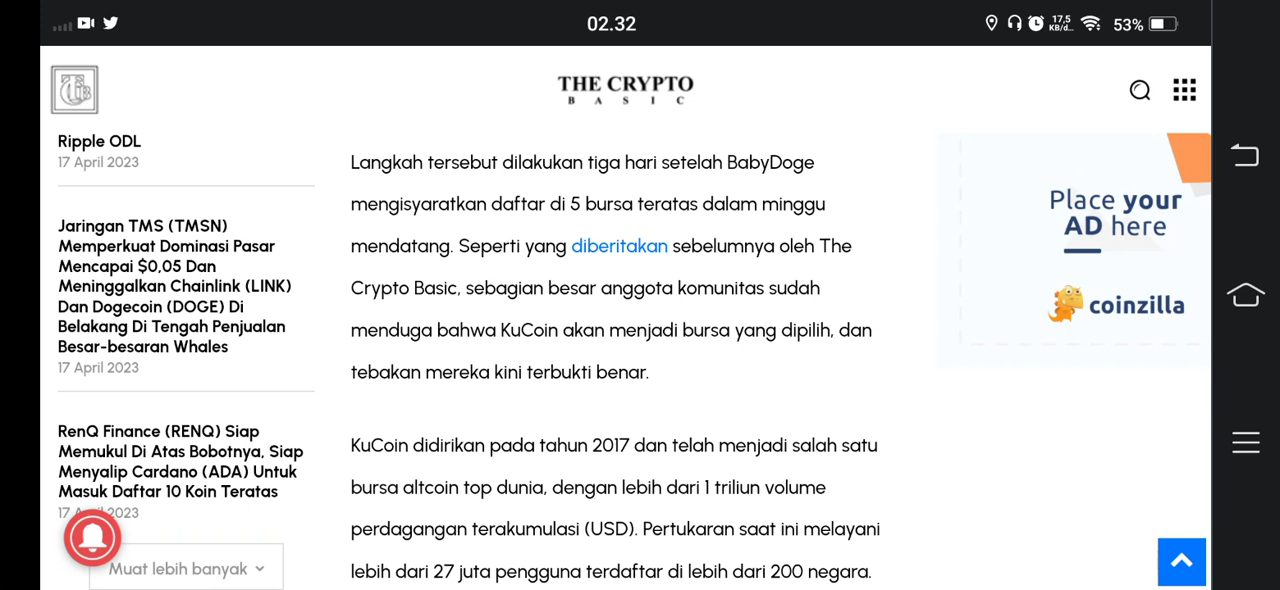 02.32
17,5
KB/d...
53%
THE CRYPTO
BASIC
Ripple ODL
17 April 2023
Jaringan TMS (TMSN)
Memperkuat Dominasi Pasar
Mencapai $0,05 Dan
Meninggalkan Chainlink (LINK)
Dan Dogecoin (DOGE) Di
Belakang Di Tengah Penjualan
Besar-besaran Whales
17 April 2023
RenQ Finance (RENQ) Siap
Memukul Di Atas Bobotnya, Siap
Menyalip Cardano (ADA) Untuk
Masuk Daftar 10 Koin Teratas
17 2023
Muat lebih banyak
Langkah tersebut dilakukan tiga hari setelah BabyDoge
mengisyaratkan daftar di 5 bursa teratas dalam minggu
mendatang. Seperti yang diberitakan sebelumnya oleh The
Crypto Basic, sebagian besar anggota komunitas sudah
menduga bahwa KuCoin akan menjadi bursa yang dipilih, dan
tebakan mereka kini terbukti benar.
KuCoin didirikan pada tahun 2017 dan telah menjadi salah satu
bursa altcoin top dunia, dengan lebih dari 1 triliun volume
perdagangan terakumulasi (USD). Pertukaran saat ini melayani
lebih dari 27 juta pengguna terdaftar di lebih dari 200 negara.
Place your
AD here
coinzilla